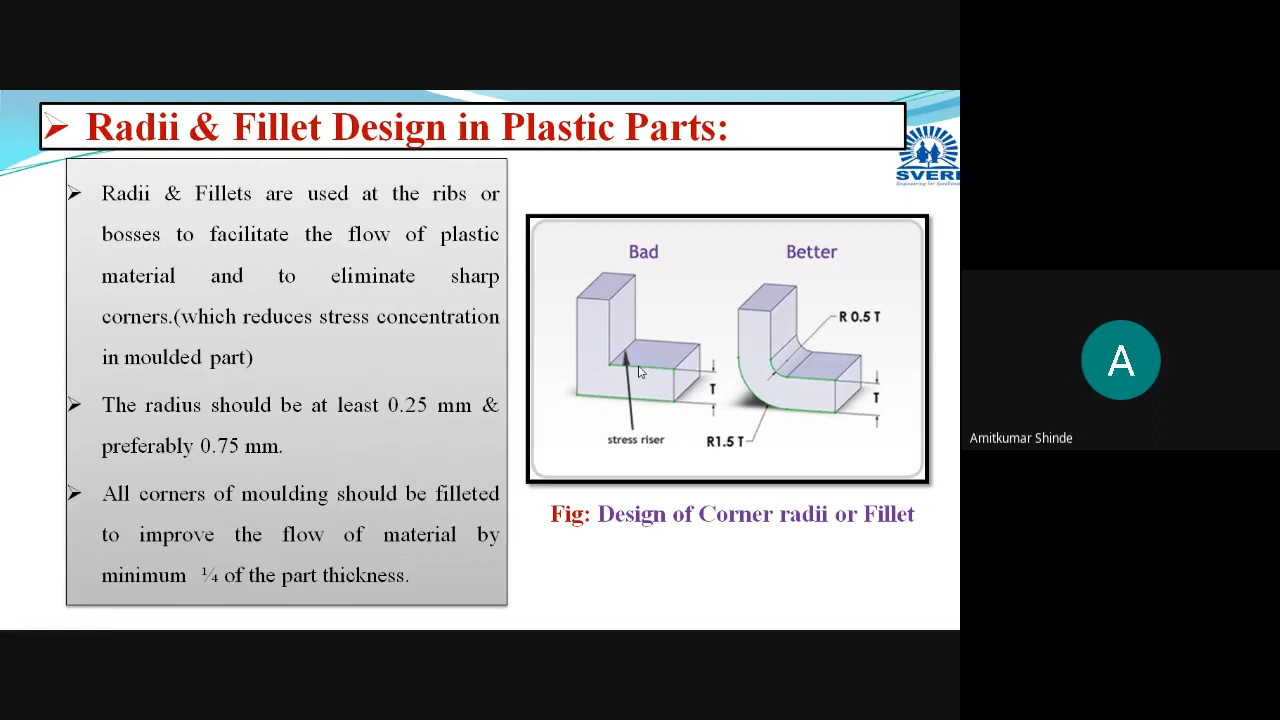 Radii & Fillet Design in Plastic Parts:
Radii & Fillets are used at the ribs or
bosses to facilitate the flow of plastic
material and to eliminate sharp
corners.(which reduces stress concentration
in moulded part)
The radius should be at least 0.25 mm &
preferably 0.75 mm.
All corners of moulding should be filleted
to improve the flow of material by
minimum ¼ of the part thickness.
SVERI
Engineering for Excellence
Bad
Better
R 0.5 T
T
T
stress riser
R1.5 T
Fig: Design of Corner radii or Fillet
A
Amitkumar Shinde